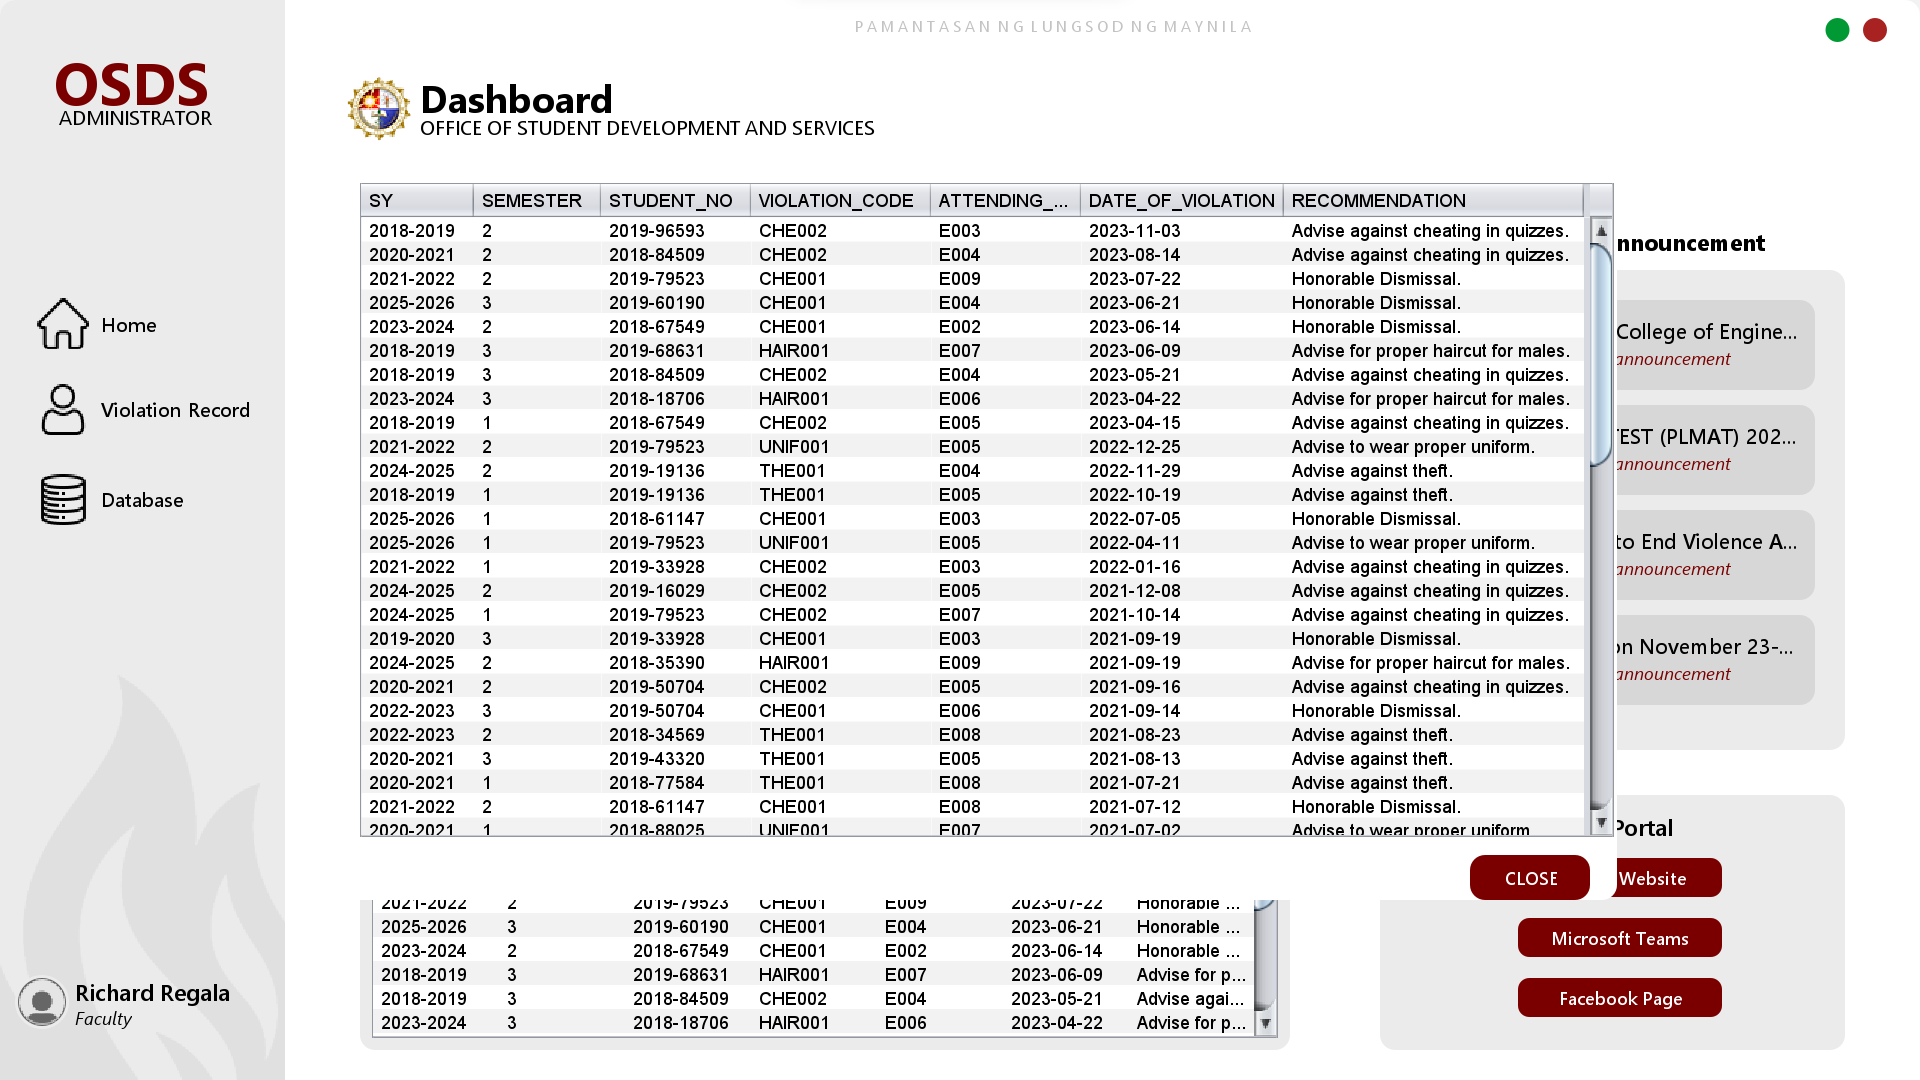 PAMANTASAN NG LUNGSOD NG MAYNILA
OSDS
ADMINISTRATOR
Home
Violation Record
Database
Richard Regala
Faculty
Dashboard
OFFICE OF STUDENT DEVELOPMENT AND SERVICES
SY SEMESTER STUDENT_NO VIOLATION_CODE ATTENDING_... DATE_OF_VIOLATION RECOMMENDATION
2018-2019 2 2019-96593 CHE002 E003 2023-11-03 Advise against cheating in quizzes.
2020-2021 2 2018-84509 CHE002 E004 2023-08-14 Advise against cheating in quizzes.
2021-2022 2 2019-79523 CHE001 E009 2023-07-22 Honorable Dismissal.
2025-2026 3 2019-60190 CHE001 E004 2023-06-21 Honorable Dismissal.
2023-2024 2 2018-67549 CHE001 E002 2023-06-14 Honorable Dismissal.
2018-2019 3 2019-68631 HAIR001 E007 2023-06-09 Advise for proper haircut for males.
2018-2019 3 2018-84509 CHE002 E004 2023-05-21 Advise against cheating in quizzes.
2023-2024 3 2018-18706 HAIR001 E006 2023-04-22 Advise for proper haircut for males.
2018-2019 1 2018-67549 CHE002 E005 2023-04-15 Advise against cheating in quizzes.
2021-2022 2 2019-79523 UNIF001 E005 2022-12-25 Advise to wear proper uniform.
2024-2025 2 2019-19136 THE001 E004 2022-11-29 Advise against theft.
2018-2019 1 2019-19136 THE001 E005 2022-10-19 Advise against theft.
2025-2026 1 2018-61147 CHE001 E003 2022-07-05 Honorable Dismissal.
2025-2026 1 2019-79523 UNIF001 E005 2022-04-11 Advise to wear proper uniform.
2021-2022 1 2019-33928 CHE002 E003 2022-01-16 Advise against cheating in quizzes.
2024-2025 2 2019-16029 CHE002 E005 2021-12-08 Advise against cheating in quizzes.
2024-2025 1 2019-79523 CHE002 E007 2021-10-14 Advise against cheating in quizzes.
2019-2020 3 2019-33928 CHE001 E003 2021-09-19 Honorable Dismissal.
2024-2025 2 2018-35390 HAIR001 E009 2021-09-19 Advise for proper haircut for males.
2020-2021 2 2019-50704 CHE002 E005 2021-09-16 Advise against cheating in quizzes.
2022-2023 3 2019-50704 CHE001 E006 2021-09-14 Honorable Dismissal.
2022-2023 2 2018-34569 THE001 E008 2021-08-23 Advise against theft.
2020-2021 3 2019-43320 THE001 E005 2021-08-13 Advise against theft.
2020-2021 1 2018-77584 THE001 E008 2021-07-21 Advise against theft.
2021-2022 2 2018-61147 CHE001 E008 2021-07-12 Honorable Dismissal.
2020-2021 1 2018-88025 UNIF001 E007 2021-07-02 Advise to wear proper uniform
CLOSE
2021-2022 2 2019-79523 CHE001 E009 2023-07-22 Honorable ...
2025-2026 3 2019-60190 CHE001 E004 2023-06-21 Honorable ...
2023-2024 2 2018-67549 CHE001 E002 2023-06-14 Honorable ...
2018-2019 3 2019-68631 HAIR001 E007 2023-06-09 Advise for p...
2018-2019 3 2018-84509 CHE002 E004 2023-05-21 Advise agai...
2023-2024 3 2018-18706 HAIR001 E006 2023-04-22 Advise for p...
nnouncement
College of Engine...
announcement
TEST (PLMAT) 202...
announcement
to End Violence A...
announcement
on November 23-...
announcement
Portal
Website
Microsoft Teams
Facebook Page